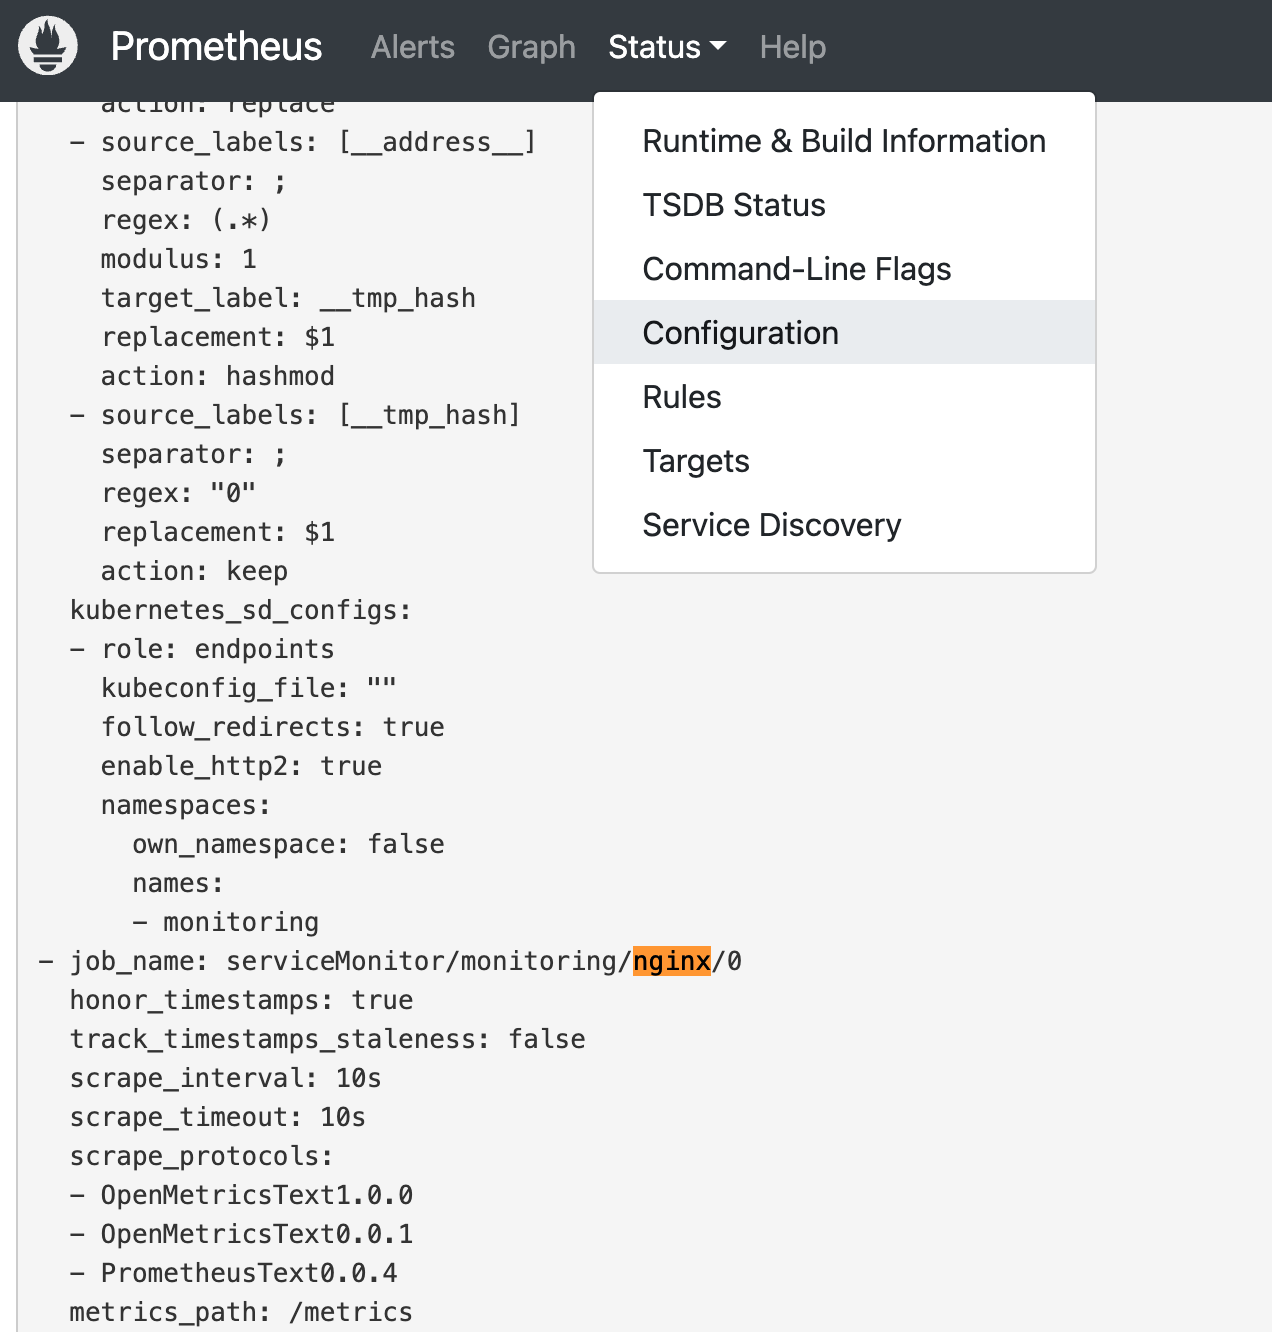 Prometheus Alerts Graph Status Help
action: replace
- source_labels: [__address__]
separator: ;
regex: (.*)
modulus: 1
target_label: __tmp_hash
replacement: $1
action: hashmod
- source_labels: [__tmp_hash]
separator: ;
regex: "0"
replacement: $1
action: keep
kubernetes_sd_configs:
- role: endpoints
kubeconfig_file: ""
follow_redirects: true
enable_http2: true
namespaces:
own_namespace: false
names:
- monitoring
- job_name: serviceMonitor/monitoring/nginx/0
honor_timestamps: true
track_timestamps_staleness: false
scrape_interval: 10s
scrape_timeout: 10s
scrape_protocols:
- OpenMetricsText1.0.0
- OpenMetricsText0.0.1
- PrometheusText0.0.4
metrics_path: /metrics
Runtime & Build Information
TSDB Status
Command-Line Flags
Configuration
Rules
Targets
Service Discovery